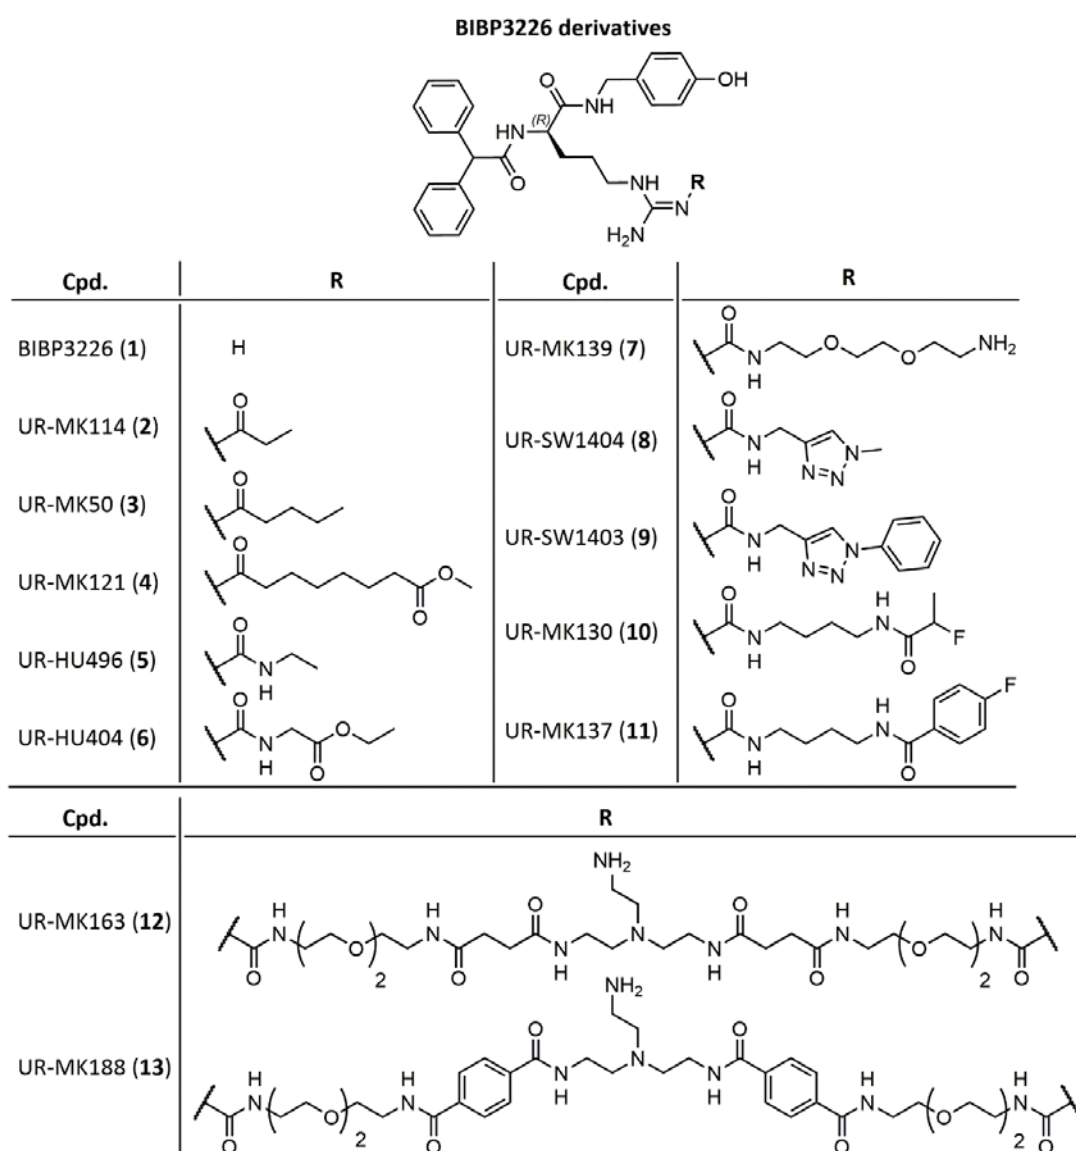 BIBP3226 derivatives
O
OH
NH
(R)
HN
O
NH
R
N
H₂N
Cpd. R Cpd. R
BIBP3226 (1) H
UR-MK114 (2) O
UR-MK50 (3) O
UR-MK121 (4) O O O
UR-HU496 (5) O N H
UR-HU404 (6) O N H O O
UR-MK139 (7) O N H O O NH₂
UR-SW1404 (8) O N H N N N
UR-SW1403 (9) O N H N N N
UR-MK130 (10) O N H H N O F
UR-MK137 (11) O N H H N O F
Cpd. R
NH₂
UR-MK163 (12) O H N O 2 H N O O N H N N H O O H N O 2 H N O
NH₂
UR-MK188 (13) O H N O 2 H N O O N H N N H O O H N O 2 H N O